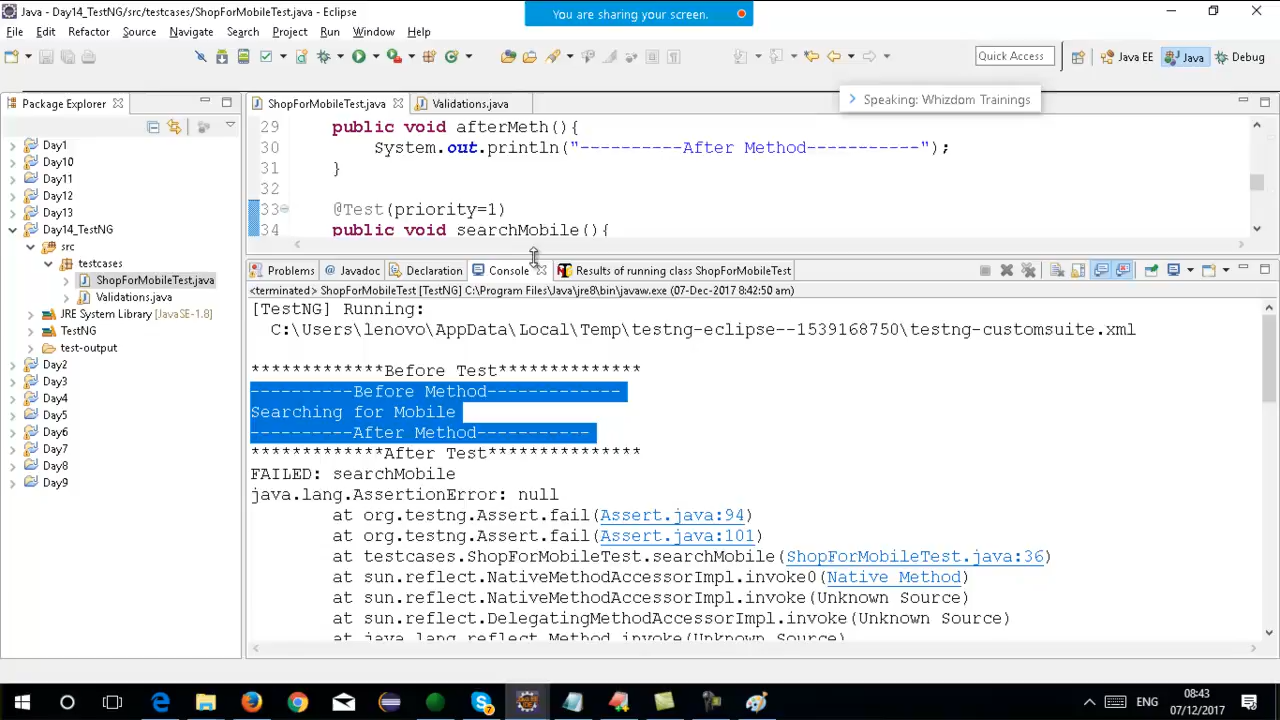 Java - Day14_TestNG/src/testcases/ShopForMobileTest.java - Eclipse
You are sharing your screen.
File Edit Refactor Source Navigate Search Project Run Window Help
Quick Access
Java EE
Java
Debug
Speaking: Whizdom Trainings
Package Explorer
ShopForMobileTest.java
Validations.java
Day1
Day10
Day11
Day12
Day13
Day14_TestNG
src
testcases
ShopForMobileTest.java
Validations.java
JRE System Library [JavaSE-1.8]
TestNG
test-output
Day2
Day3
Day4
Day5
Day6
Day7
Day8
Day9
29 public void afterMeth(){
30 System.out.println("----------After Method-----------");
31 }
32
33 @Test(priority=1)
34 public void searchMobile(){
Problems
Javadoc
Declaration
Console
Results of running class ShopForMobileTest
<terminated> ShopForMobileTest [TestNG] C:\Program Files\Java\jre8\bin\javaw.exe (07-Dec-2017 8:42:50 am)
[TestNG] Running:
C:\Users\lenovo\AppData\Local\Temp\testng-eclipse--1539168750\testng-customsuite.xml
*************Before Test**************
----------Before Method-------------
Searching for Mobile
----------After Method-----------
*************After Test***************
FAILED: searchMobile
java.lang.AssertionError: null
at org.testng.Assert.fail(Assert.java:94)
at org.testng.Assert.fail(Assert.java:101)
at testcases.ShopForMobileTest.searchMobile(ShopForMobileTest.java:36)
at sun.reflect.NativeMethodAccessorImpl.invoke0(Native Method)
at sun.reflect.NativeMethodAccessorImpl.invoke(Unknown Source)
at sun.reflect.DelegatingMethodAccessorImpl.invoke(Unknown Source)
at java.lang.reflect.Method.invoke(Unknown Source)
ENG
08:43
07/12/2017